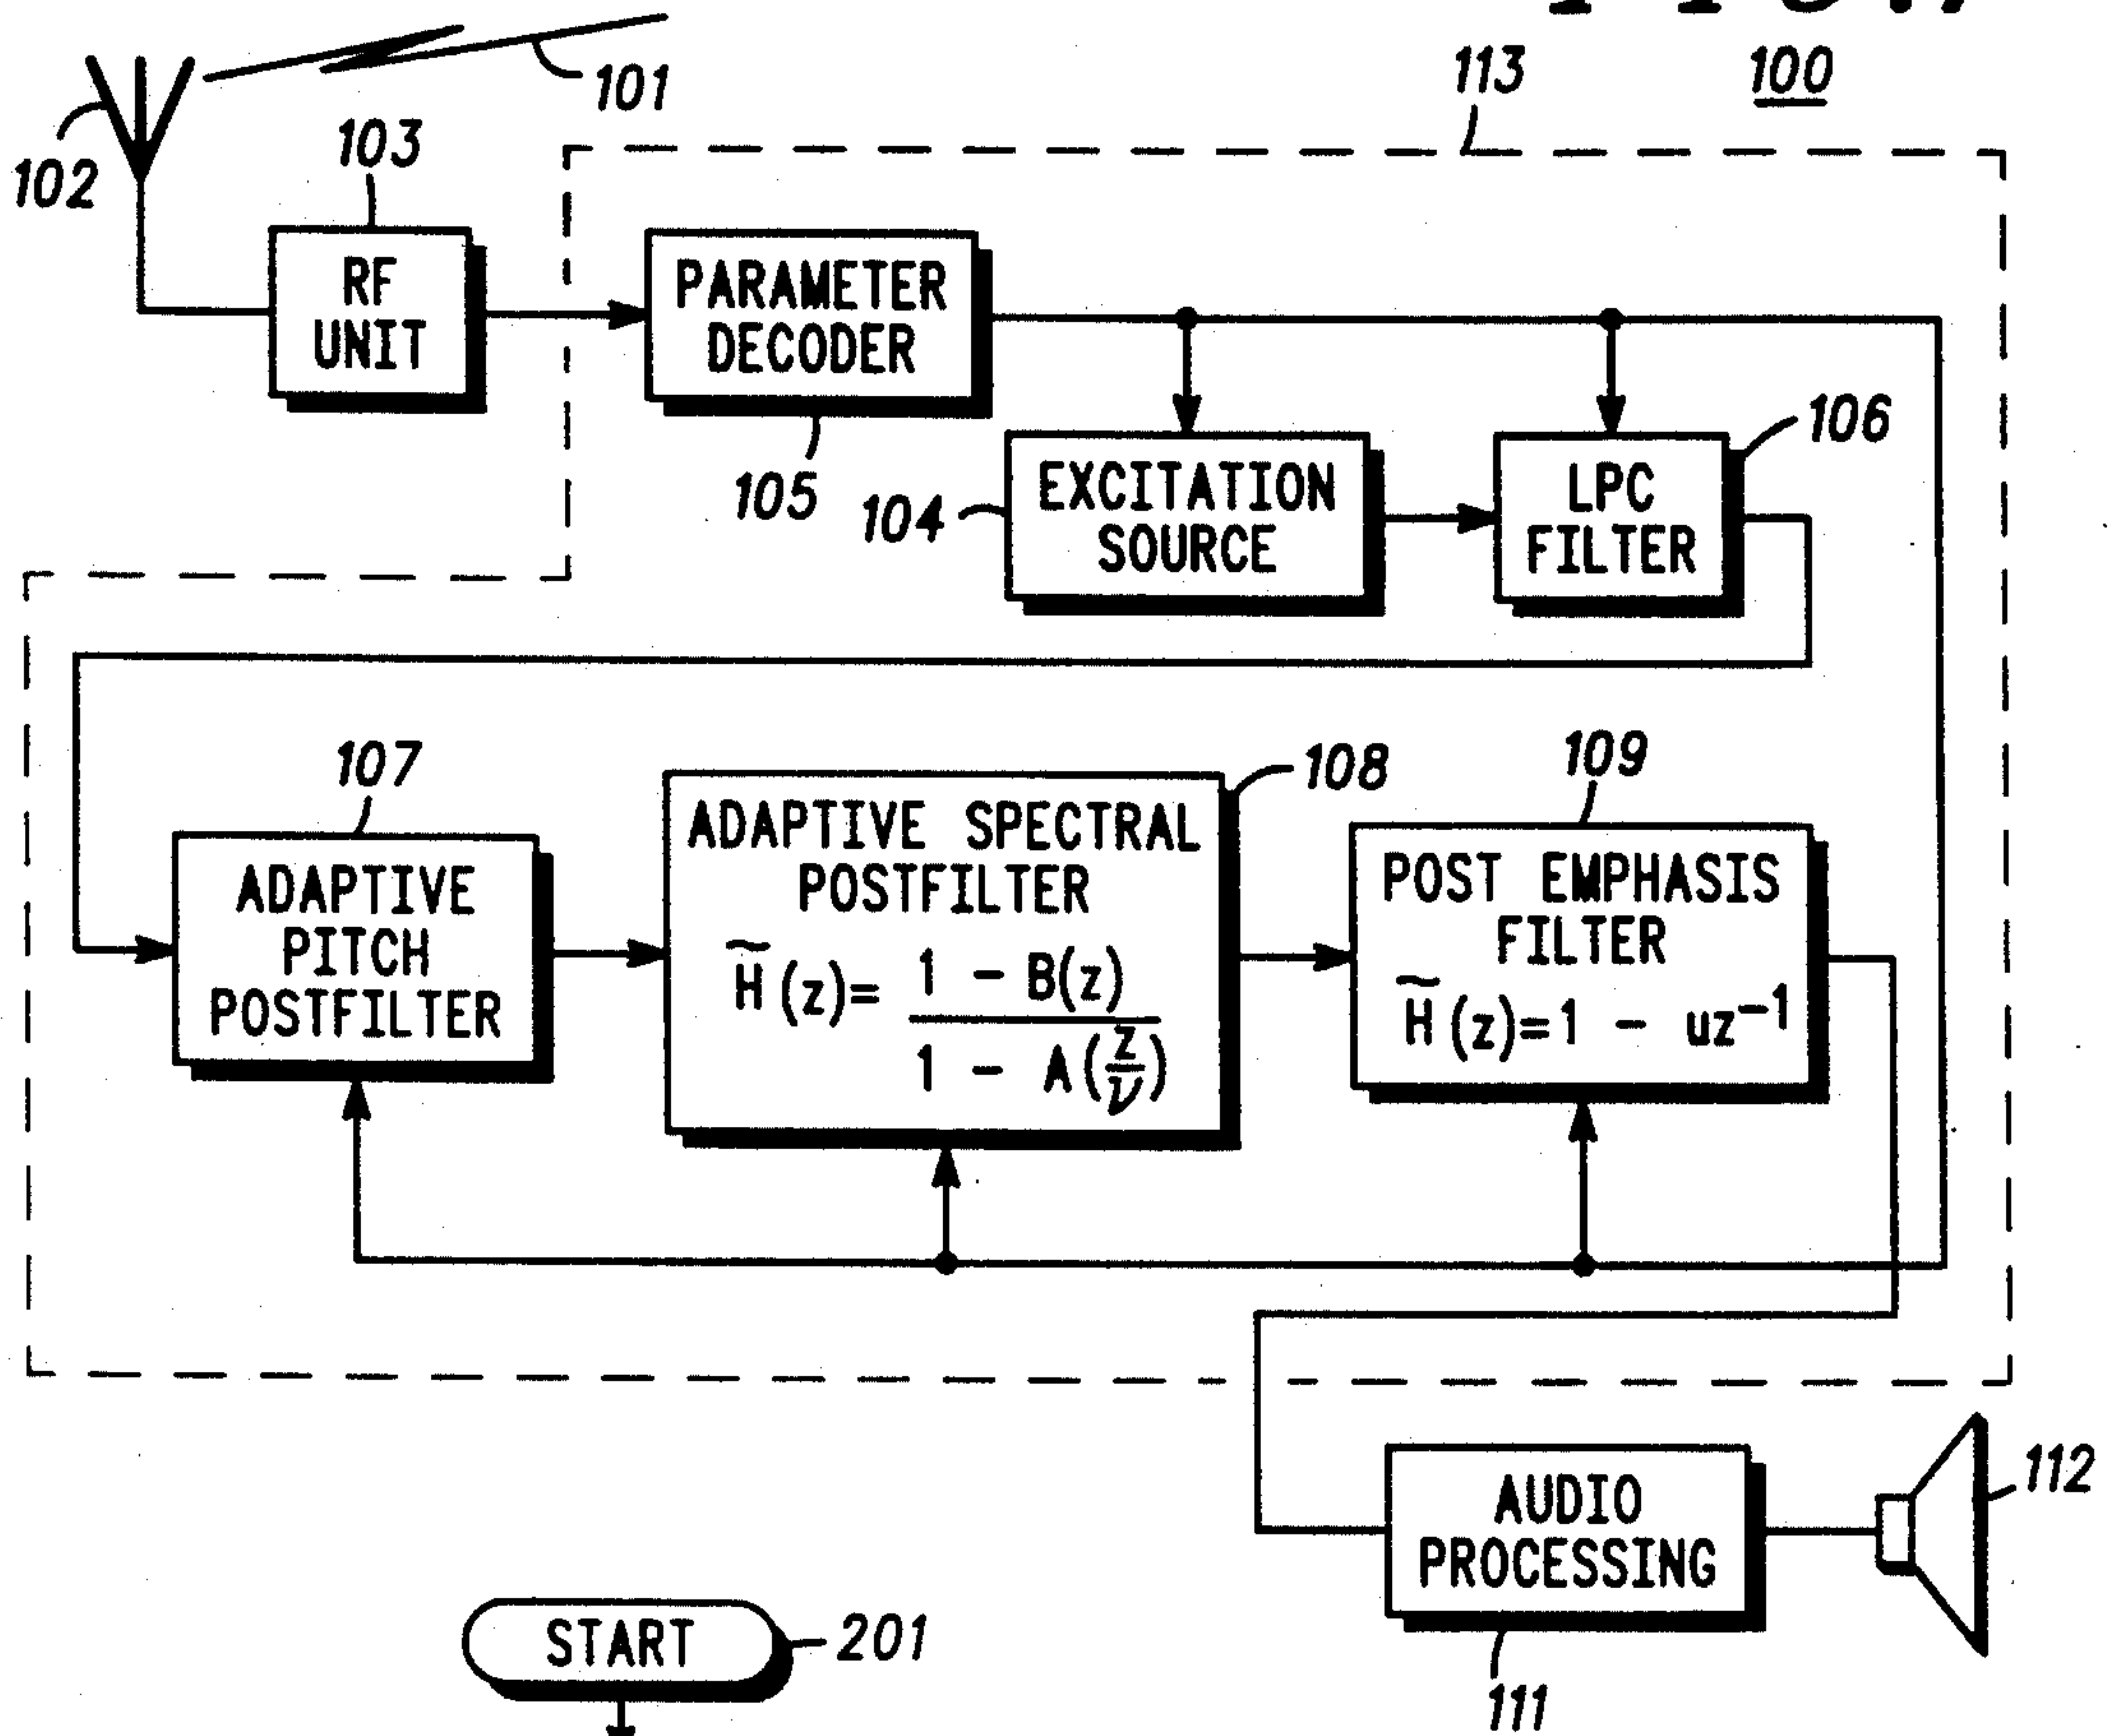 101
113
100
102
103
RF
UNIT
PARAMETER
DECODER
105
104
EXCITATION
SOURCE
LPC
FILTER
106
107
ADAPTIVE
PITCH
POSTFILTER
108
ADAPTIVE SPECTRAL
POSTFILTER
H̃(z)= 1 - B(z)
1 - A(z/ν)
109
POST EMPHASIS
FILTER
H̃(z)=1 - uz⁻¹
AUDIO
PROCESSING
111
112
START
201